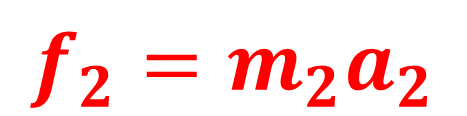 f₂ = m₂a₂